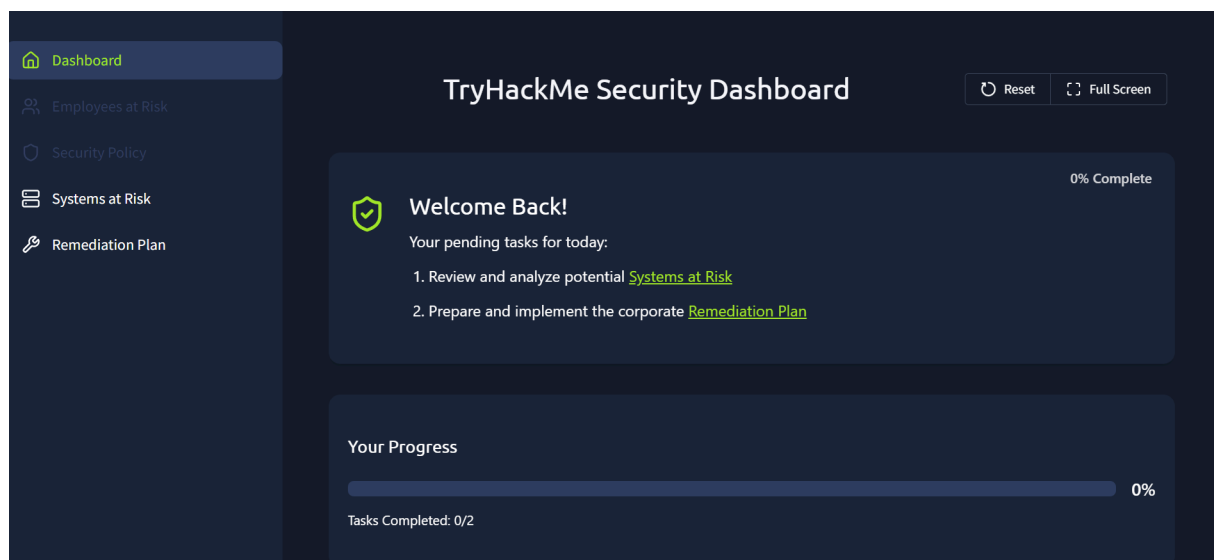 Dashboard
Employees at Risk
Security Policy
Systems at Risk
Remediation Plan
TryHackMe Security Dashboard
Reset
Full Screen
0% Complete
Welcome Back!
Your pending tasks for today:
1. Review and analyze potential Systems at Risk
2. Prepare and implement the corporate Remediation Plan
Your Progress
0%
Tasks Completed: 0/2